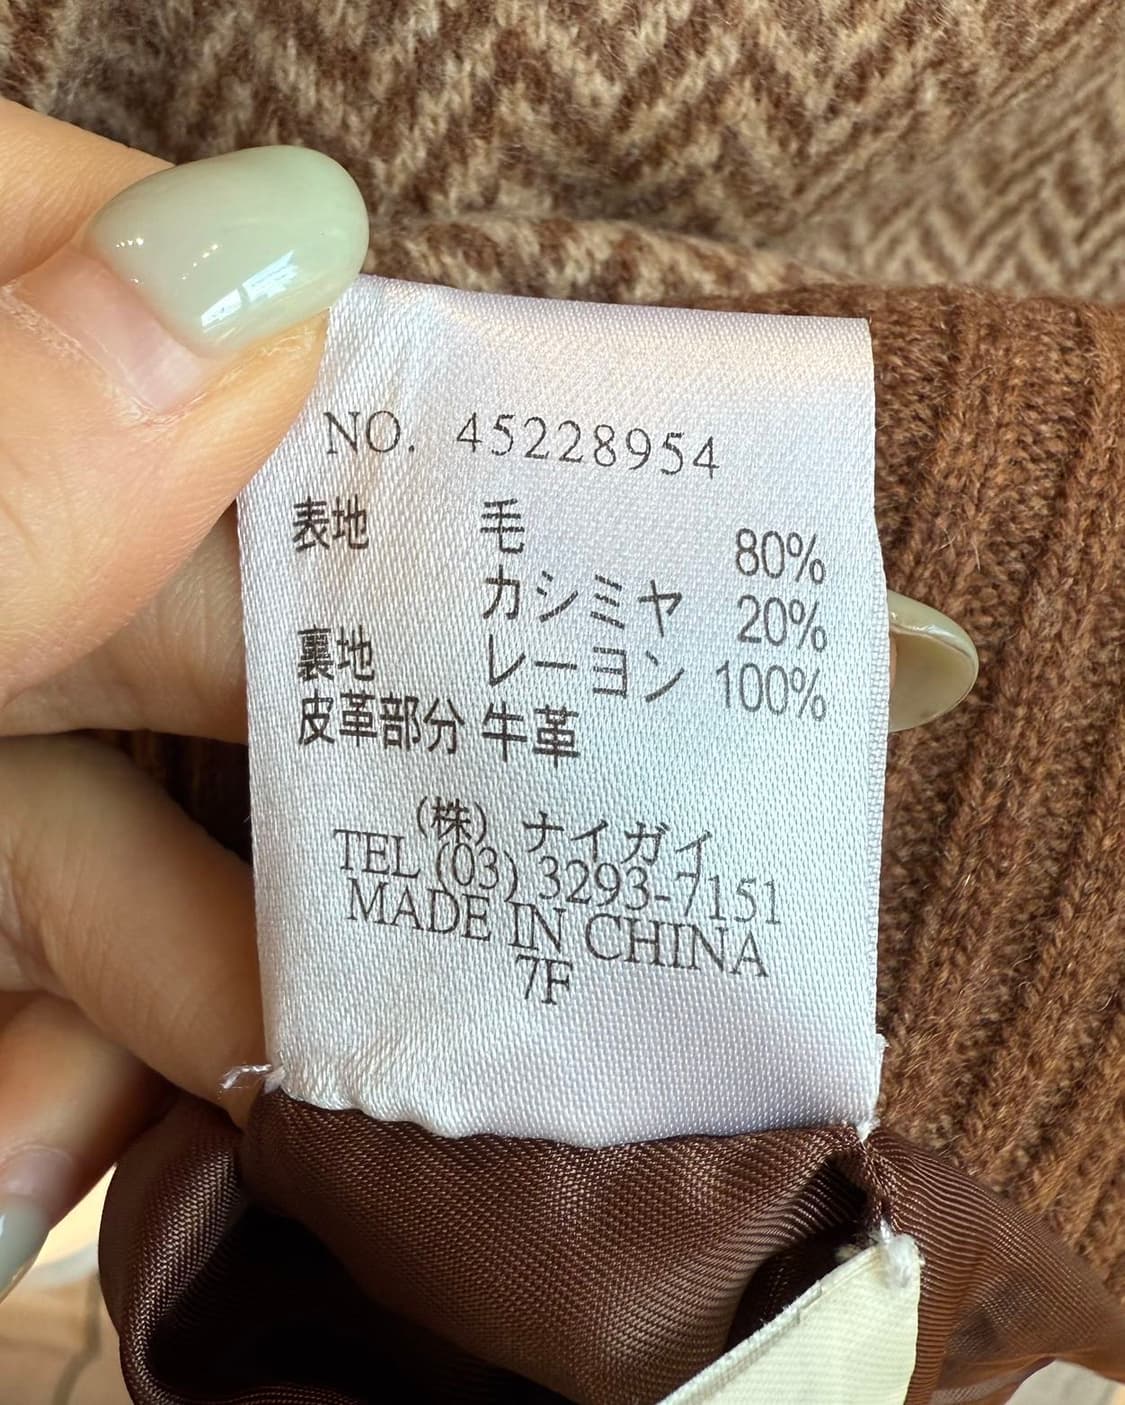 NO. 45228954
表地 毛 80%
カシミヤ 20%
裏地 レーヨン 100%
皮革部分 牛革
(株) ナイガイ
TEL (03) 3293-7151
MADE IN CHINA
7F